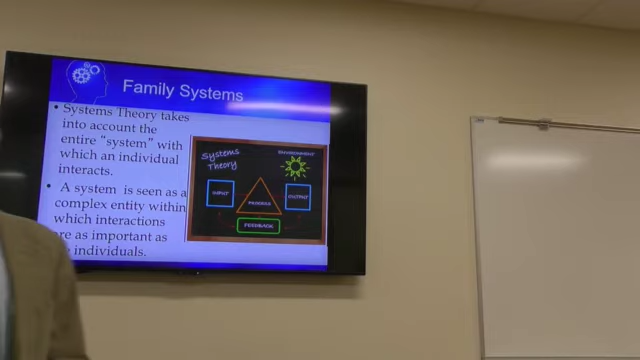 Family Systems
• Systems Theory takes
into account the
entire "system" with
which an individual
interacts.
• A system is seen as a
complex entity within
which interactions
are as important as
individuals.
Systems
Theory
ENVIRONMENT
INPUT
PROCESS
OUTPUT
FEEDBACK